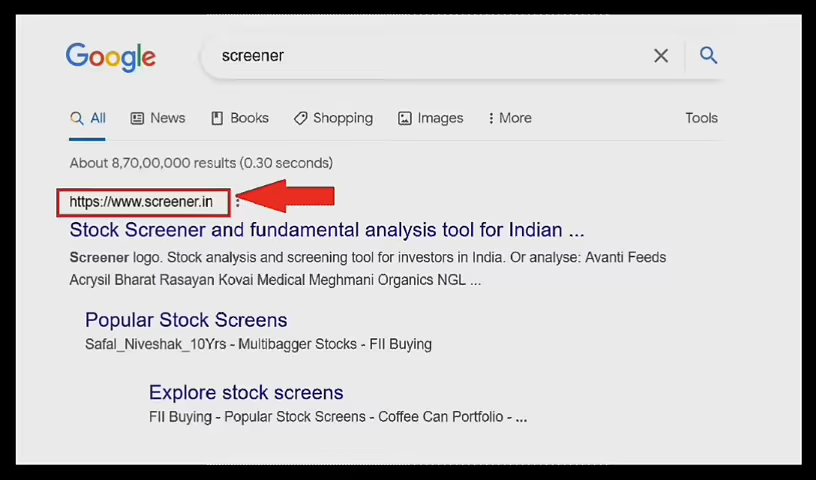 Google
screener
All News Books Shopping Images More Tools
About 8,70,00,000 results (0.30 seconds)
https://www.screener.in
Stock Screener and fundamental analysis tool for Indian ...
Screener logo. Stock analysis and screening tool for investors in India. Or analyse: Avanti Feeds
Acrysil Bharat Rasayan Kovai Medical Meghmani Organics NGL ...
Popular Stock Screens
Safal_Niveshak_10Yrs - Multibagger Stocks - FII Buying
Explore stock screens
FII Buying - Popular Stock Screens - Coffee Can Portfolio - ...